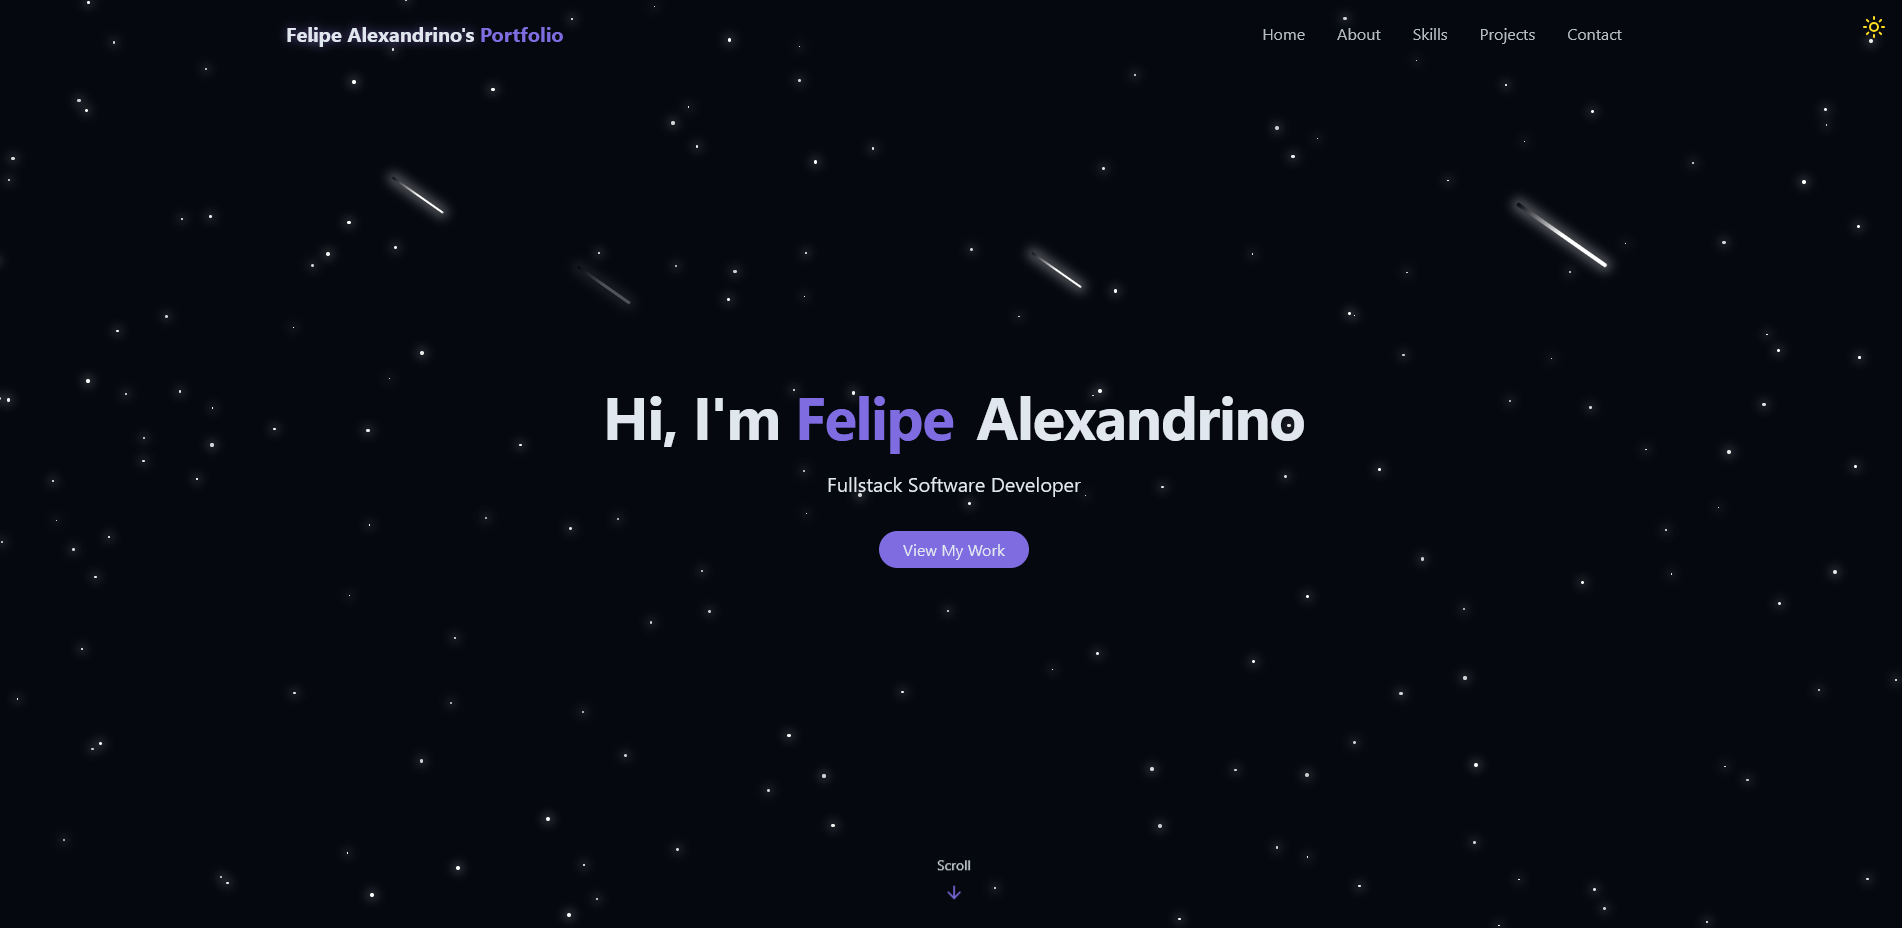 Felipe Alexandrino's Portfolio
Home About Skills Projects Contact
Hi, I'm Felipe Alexandrino
Fullstack Software Developer
View My Work
Scroll